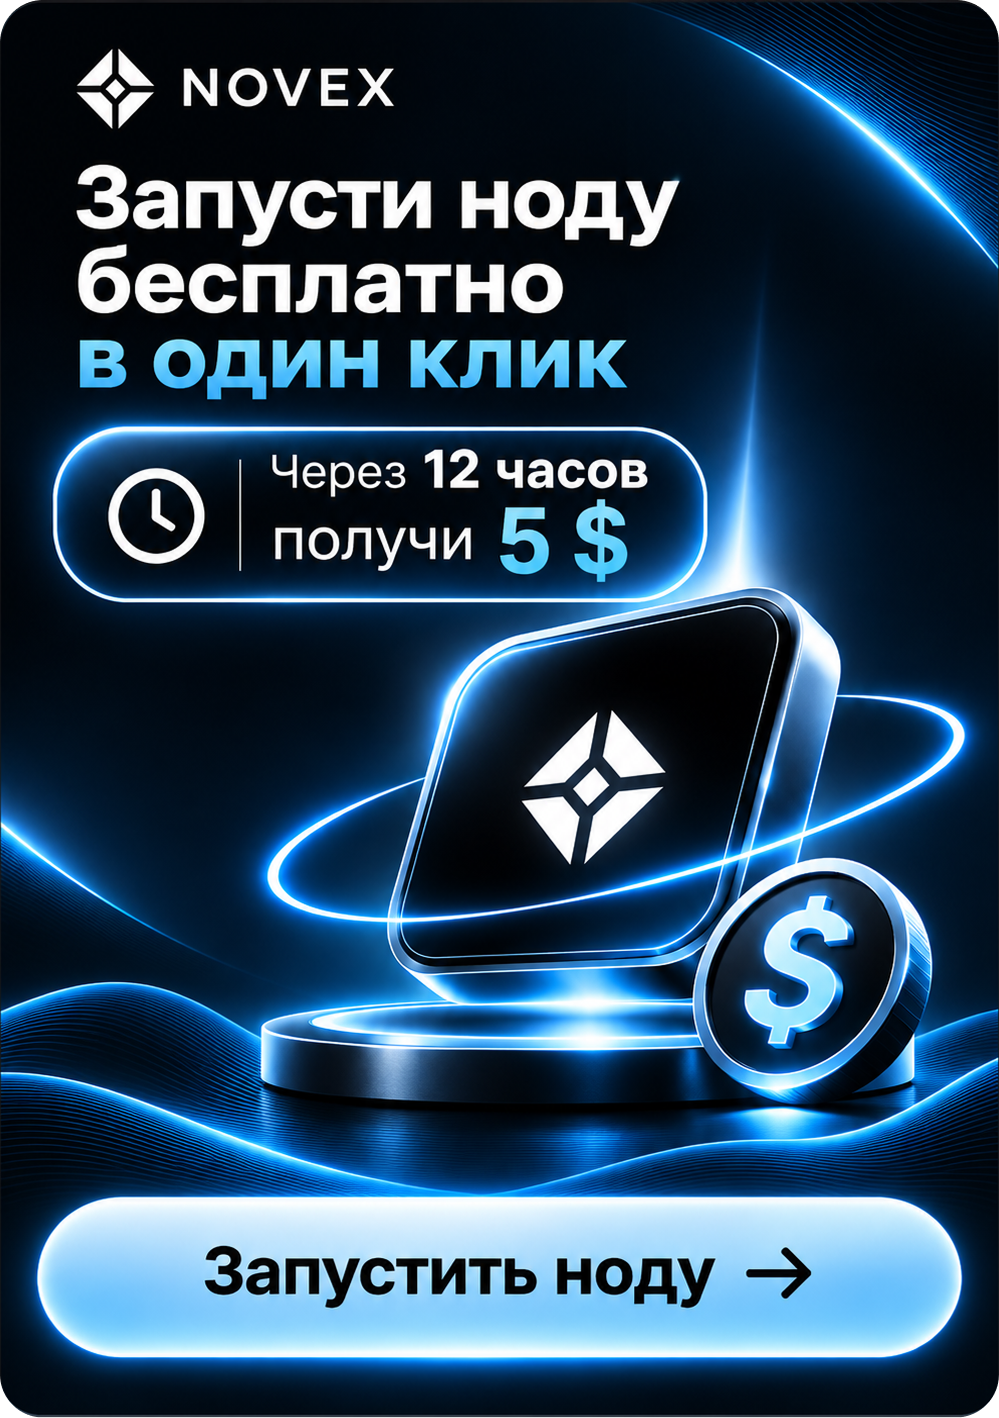 NOVEX
Запусти ноду
бесплатно
в один клик
Через 12 часов
получи 5 $
$
Запустить ноду →